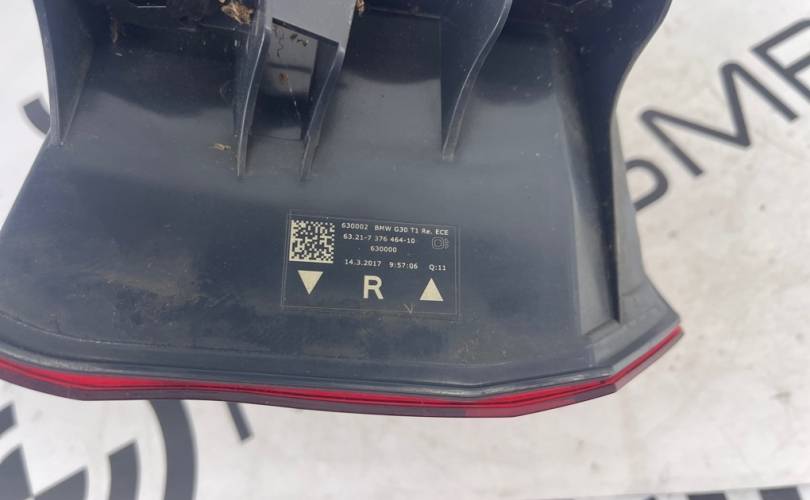 630002 BMW G30 T1 Re. ECE
63.21-7 376 464-10
630000
14.3.2017 9:57:06 Q:11
R